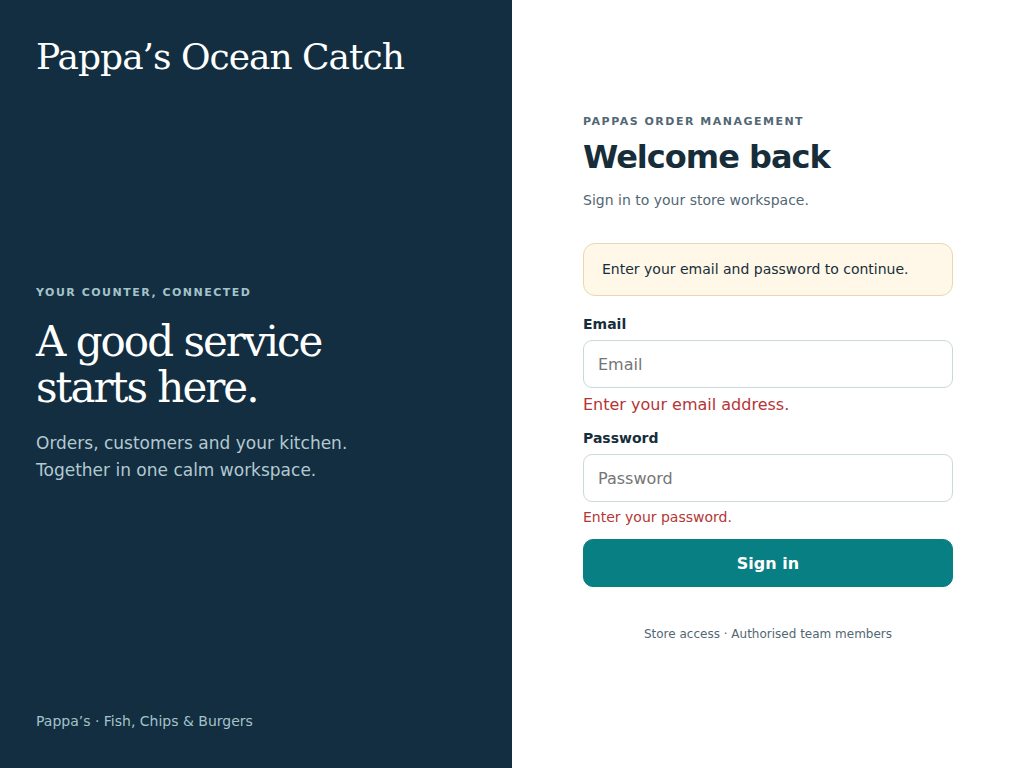 Pappa’s Ocean Catch
YOUR COUNTER, CONNECTED
A good service
starts here.
Orders, customers and your kitchen.
Together in one calm workspace.
Pappa’s · Fish, Chips & Burgers
PAPPAS ORDER MANAGEMENT
Welcome back
Sign in to your store workspace.
Enter your email and password to continue.
Email
Email
Enter your email address.
Password
Password
Enter your password.
Sign in
Store access · Authorised team members